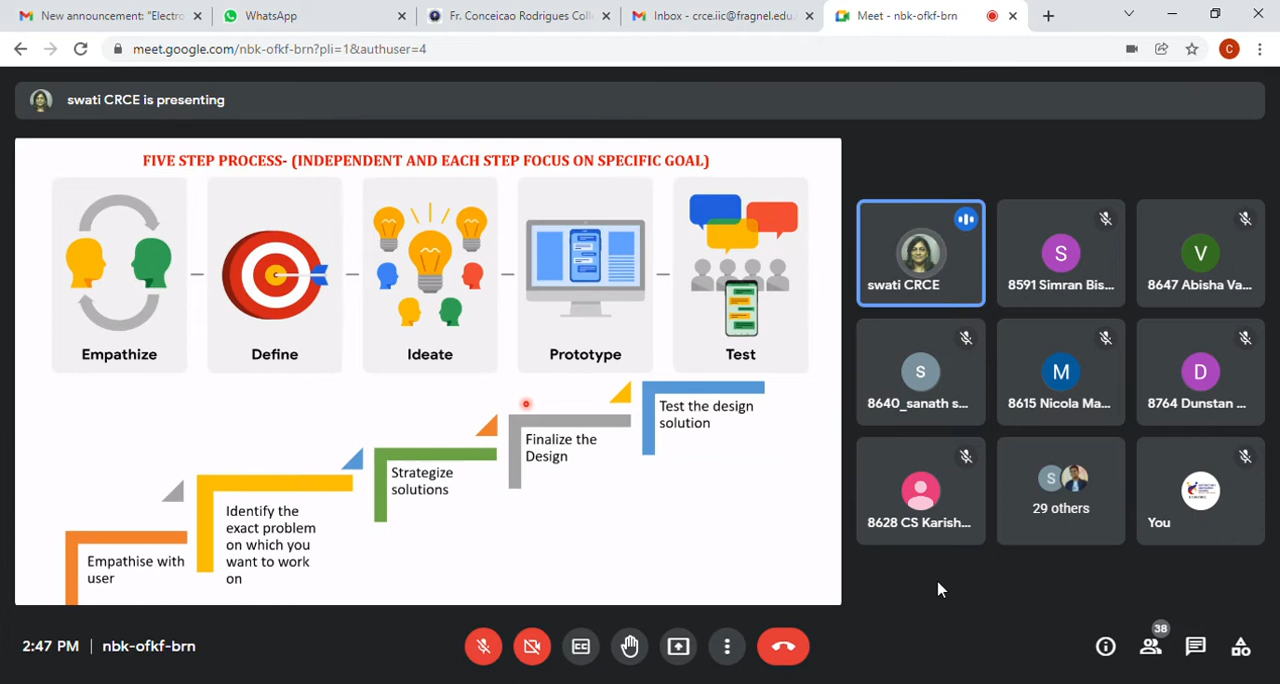 New announcement: "Electro
WhatsApp
Fr. Conceicao Rodrigues Coll
Inbox - crce.iic@fragnel.edu.
Meet - nbk-ofkf-brn
meet.google.com/nbk-ofkf-brn?pli=1&authuser=4
C
swati CRCE is presenting
FIVE STEP PROCESS- (INDEPENDENT AND EACH STEP FOCUS ON SPECIFIC GOAL)
Empathize
Define
Ideate
Prototype
Test
Test the design
solution
Finalize the
Design
Strategize
solutions
Identify the
exact problem
on which you
want to work
on
Empathise with
user
swati CRCE
S
8591 Simran Bis...
V
8647 Abisha Va...
S
8640_sanath s...
M
8615 Nicola Ma...
D
8764 Dunstan ...
8628 CS Karish...
S
29 others
You
2:47 PM | nbk-ofkf-brn
CC
38